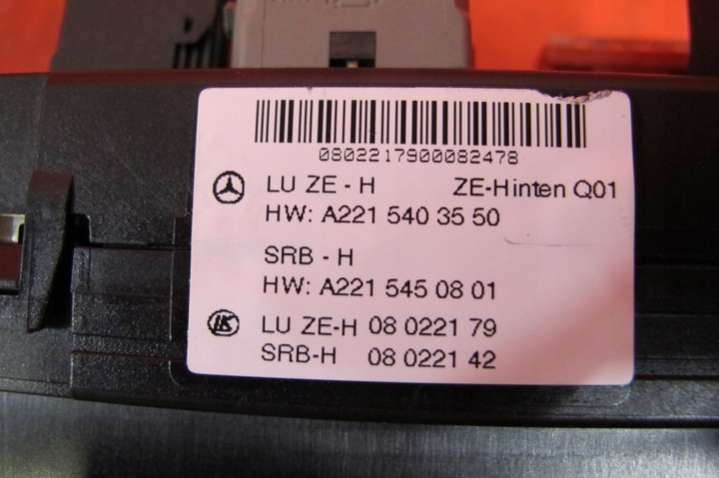 0802217900082478
LU ZE - H ZE-Hinten Q01
HW: A221 540 35 50
SRB - H
HW: A221 545 08 01
LK LU ZE-H 08 0221 79
SRB-H 08 0221 42